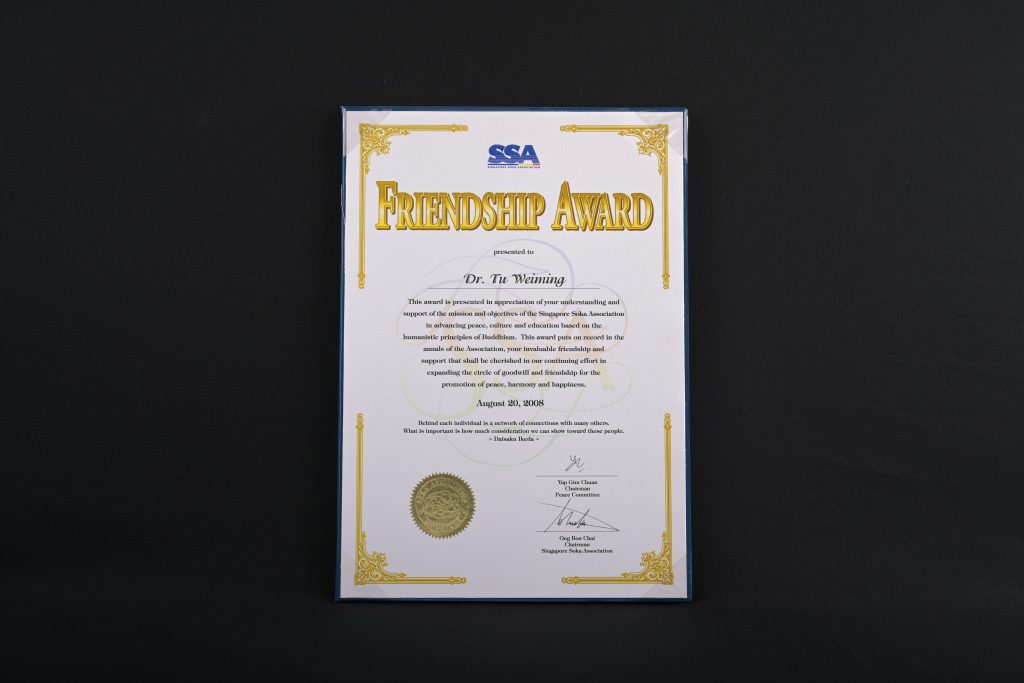 SSA
SINGAPORE SOKA ASSOCIATION
FRIENDSHIP AWARD
presented to
Dr. Tu Weiming
This award is presented in appreciation of your understanding and
support of the mission and objectives of the Singapore Soka Association
in advancing peace, culture and education based on the
humanistic principles of Buddhism. This award puts on record in the
annals of the Association, your invaluable friendship and
support that shall be cherished in our continuing effort in
expanding the circle of goodwill and friendship for the
promotion of peace, harmony and happiness.
August 20, 2008
Behind each individual is a network of connections with many others.
What is important is how much consideration we can show toward these people.
~ Daisaku Ikeda ~
Yap Gim Chuan
Chairman
Peace Committee
Ong Bon Chai
Chairman
Singapore Soka Association